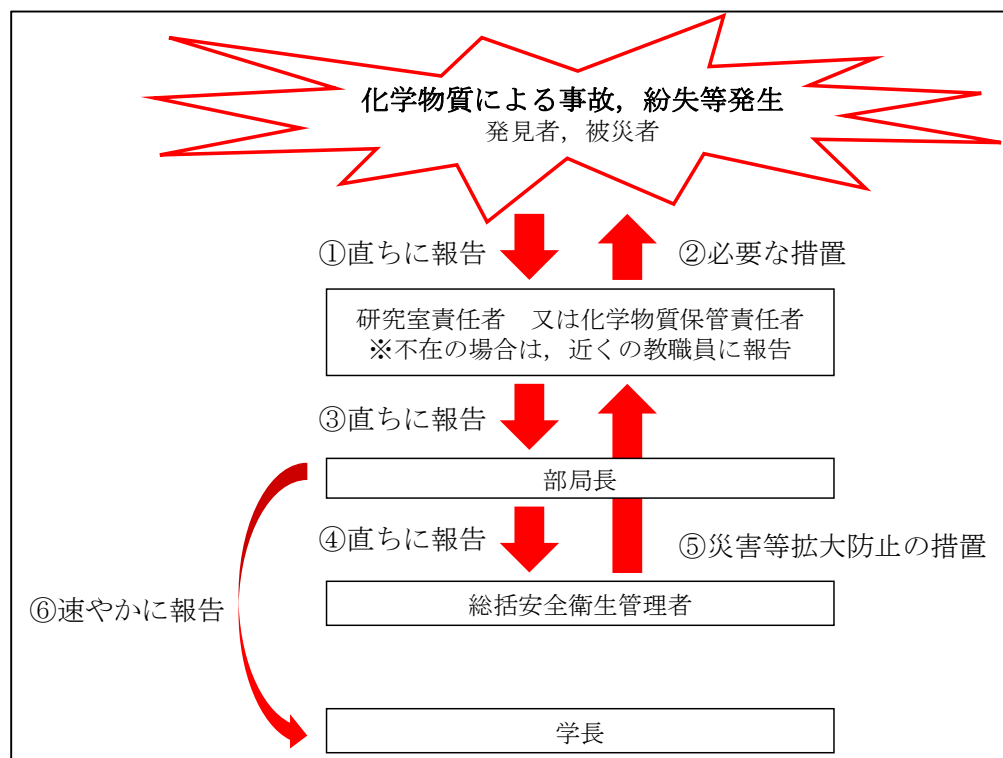 化学物質による事故，紛失等発生
発見者，被災者
①直ちに報告
②必要な措置
研究室責任者　又は化学物質保管責任者
※不在の場合は，近くの教職員に報告
③直ちに報告
部局長
④直ちに報告
⑤災害等拡大防止の措置
総括安全衛生管理者
⑥速やかに報告
学長